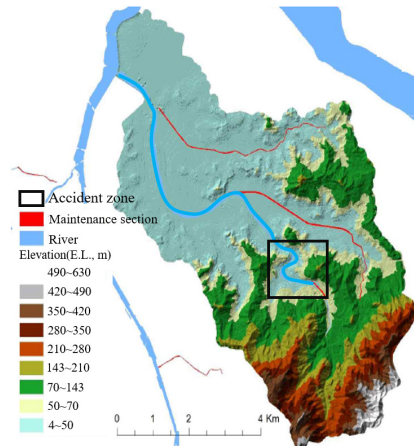 Accident zone
Maintenance section
River
Elevation(E.L., m)
490~630
420~490
350~420
280~350
210~280
143~210
70~143
50~70
4~50
0 1 2 4 Km